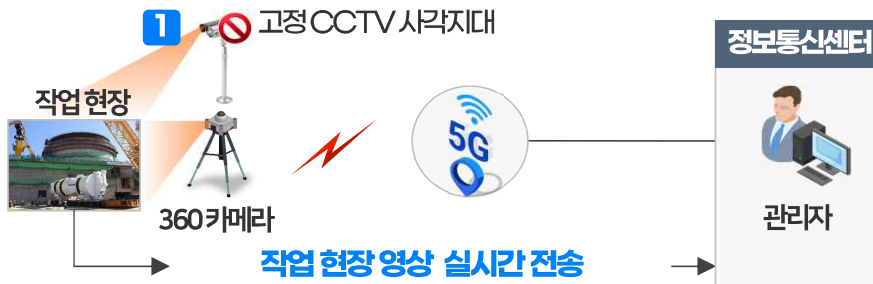 1
고정 CCTV 사각지대
정보통신센터
작업 현장
5G
360 카메라
관리자
작업 현장 영상 실시간 전송